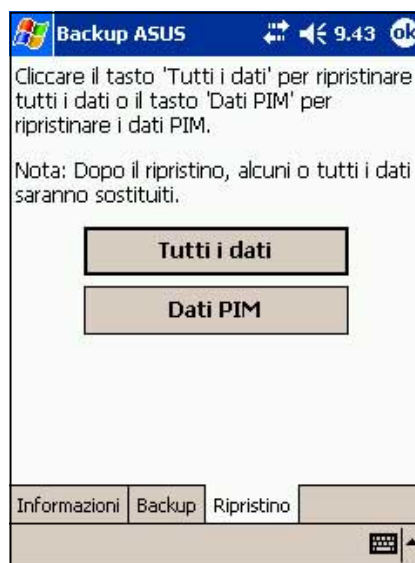 Backup ASUS 9.43 ok
Cliccare il tasto 'Tutti i dati' per ripristinare
tutti i dati o il tasto 'Dati PIM' per
ripristinare i dati PIM.
Nota: Dopo il ripristino, alcuni o tutti i dati
saranno sostituiti.
Tutti i dati
Dati PIM
Informazioni Backup Ripristino